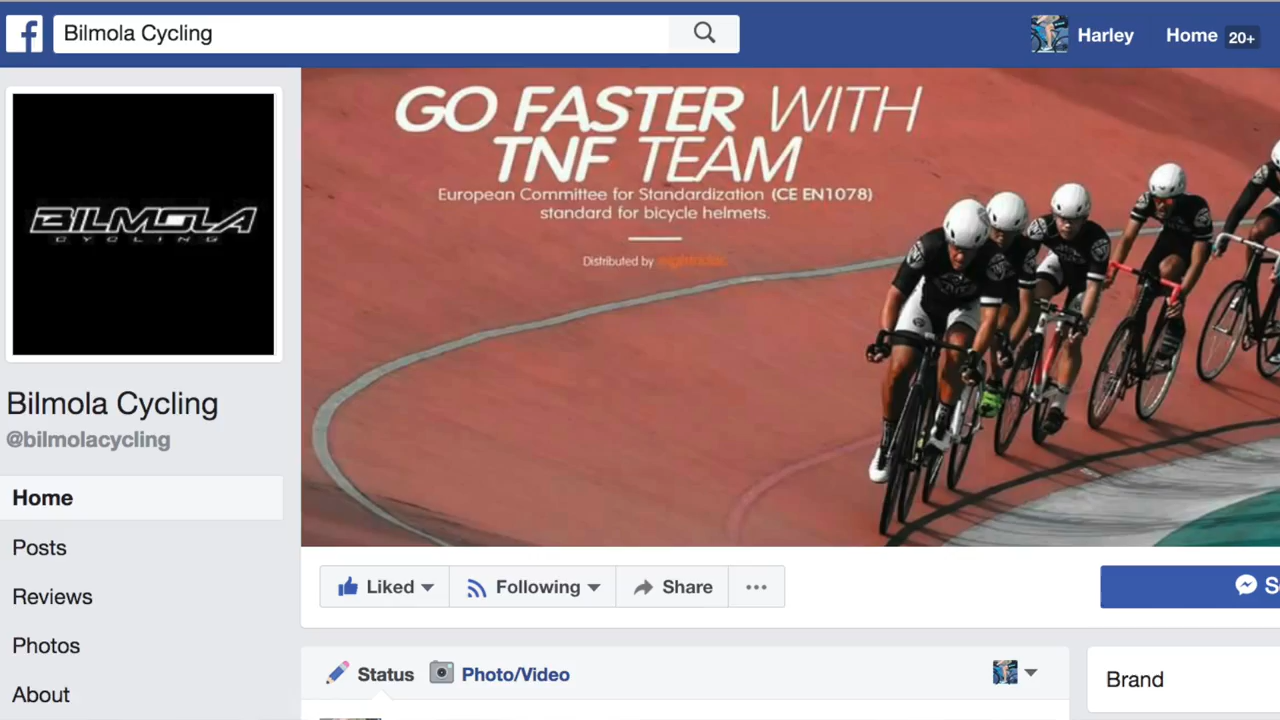 f
Bilmola Cycling
Harley
Home
20+
BILMOLA
CYCLING
GO FASTER WITH
TNF TEAM
European Committee for Standardization (CE EN1078)
standard for bicycle helmets.
Distributed by
Bilmola Cycling
@bilmolacycling
Home
Posts
Reviews
Photos
About
Liked
Following
Share
Status
Photo/Video
Brand